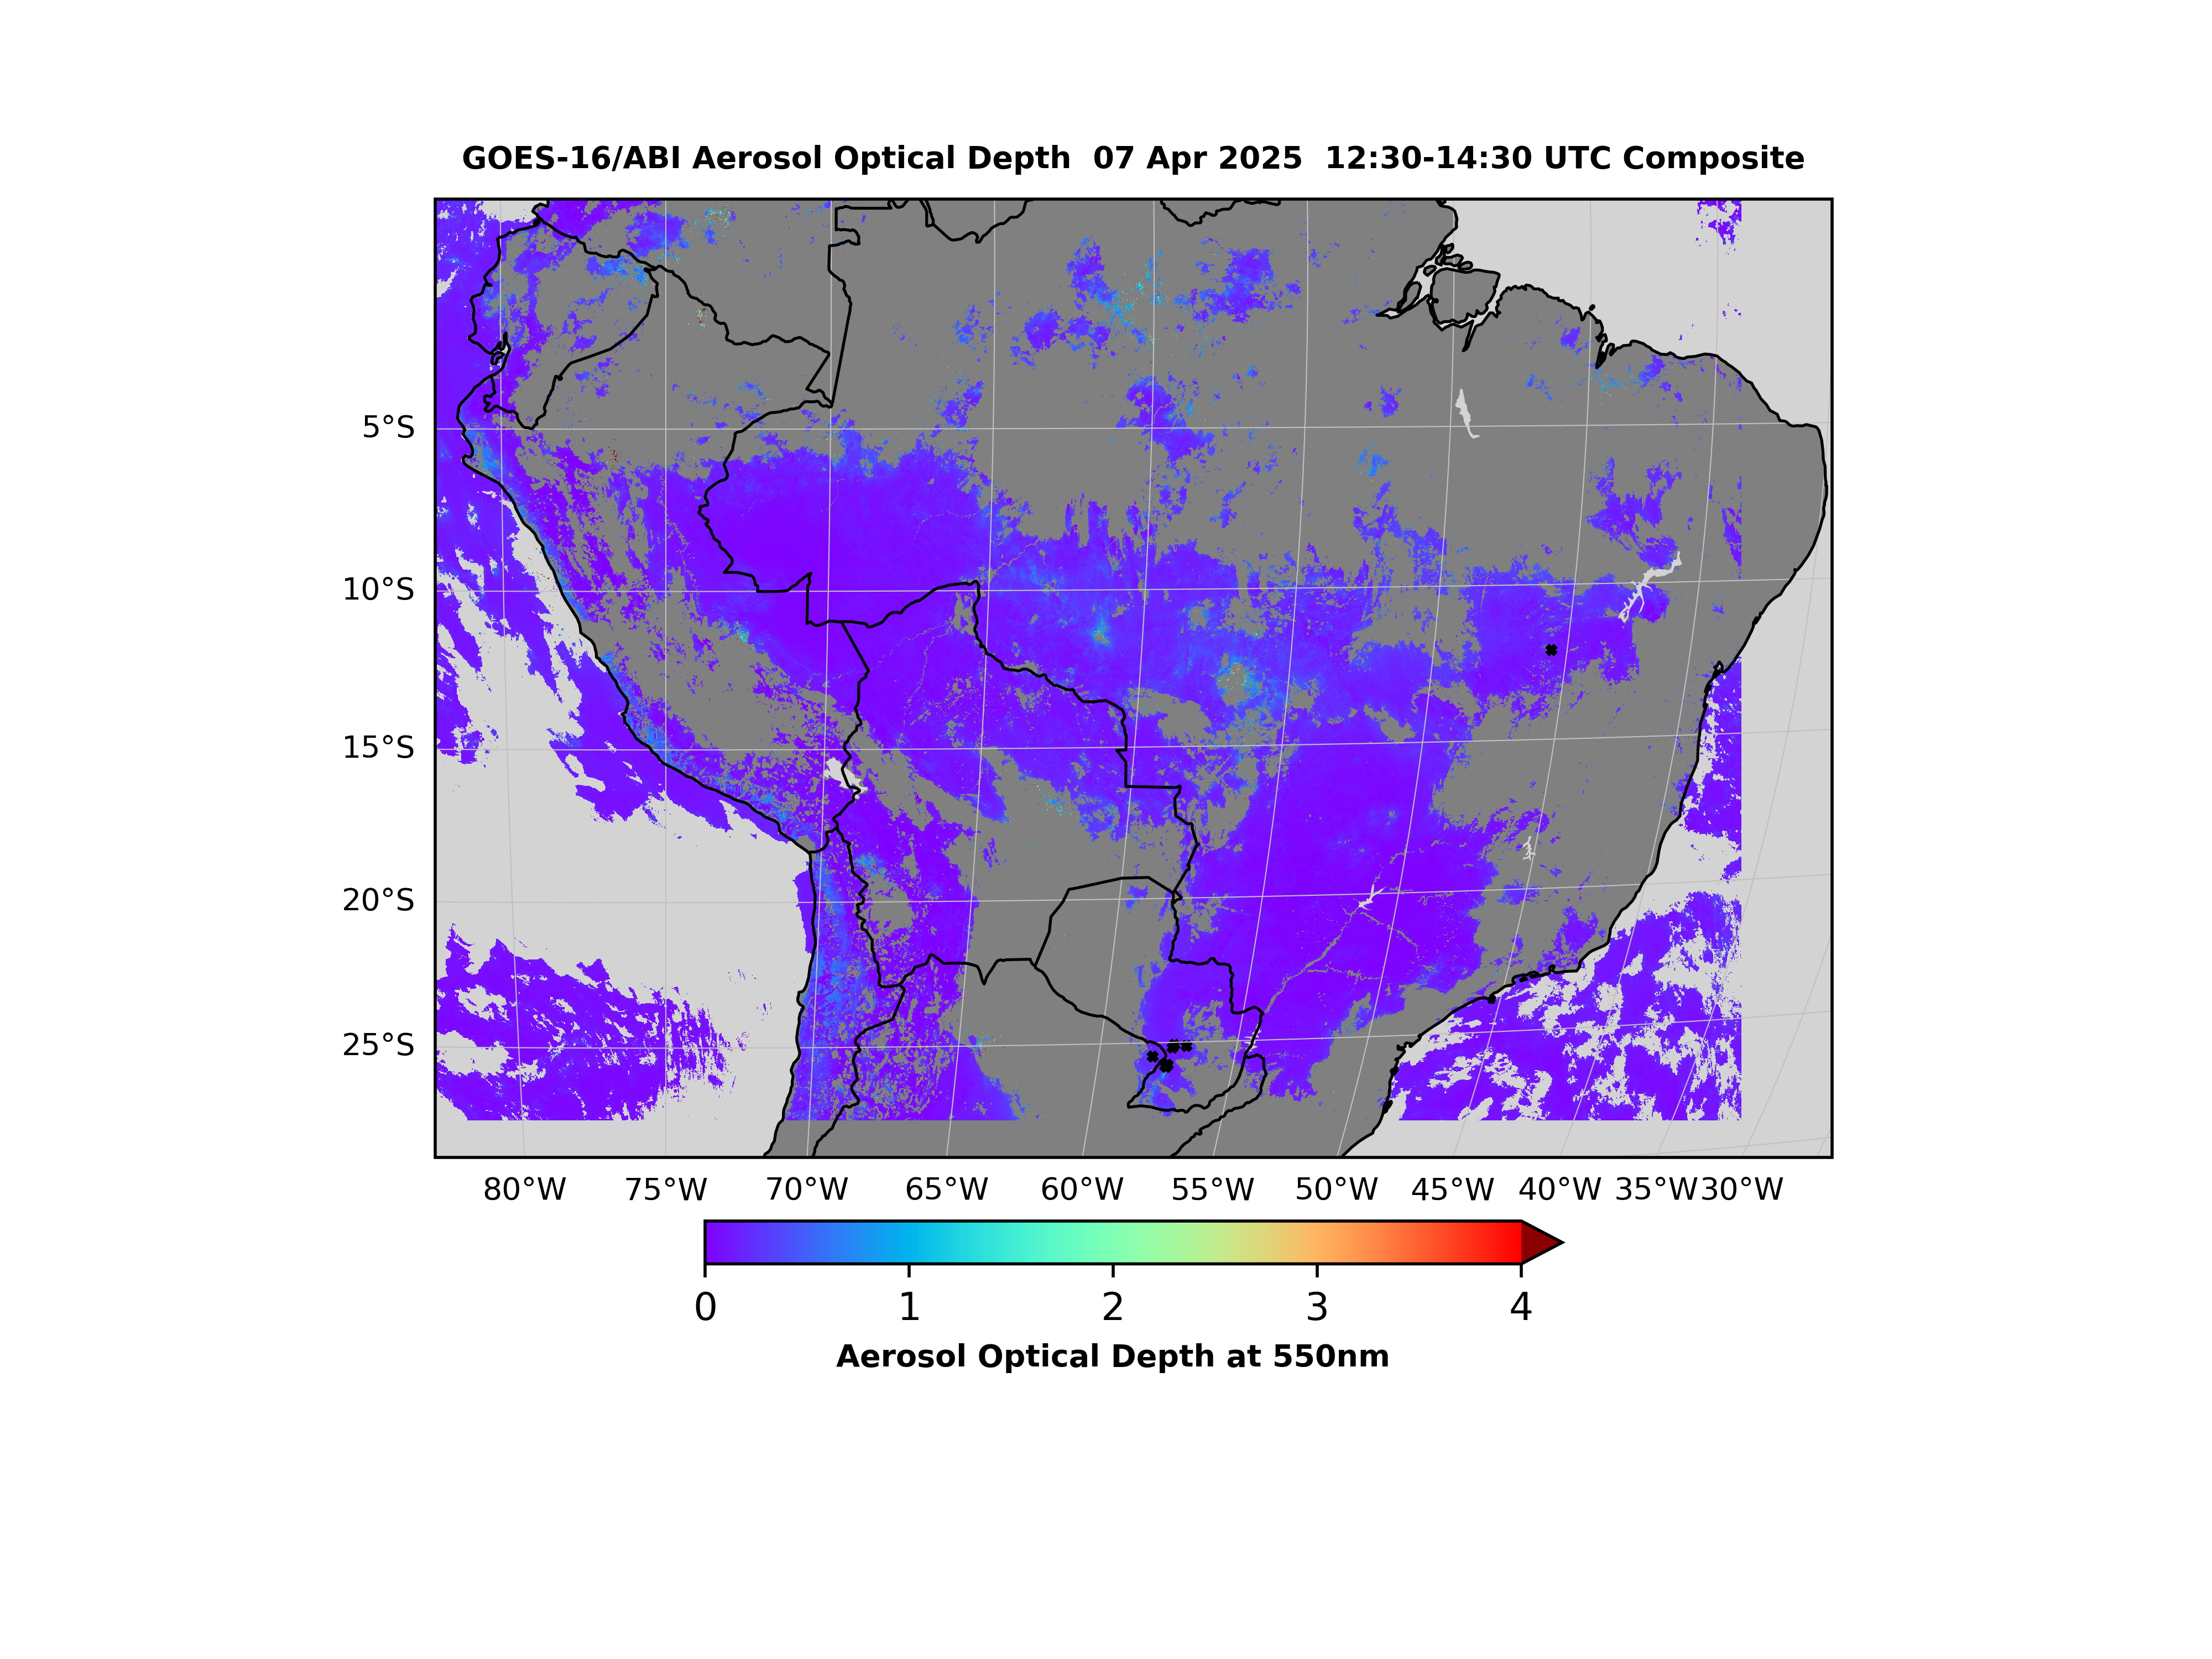 GOES-16/ABI Aerosol Optical Depth  07 Apr 2025  12:30-14:30 UTC Composite
5°S
10°S
15°S
20°S
25°S
80°W 75°W 70°W 65°W 60°W 55°W 50°W 45°W 40°W 35°W 30°W
0 1 2 3 4
Aerosol Optical Depth at 550nm